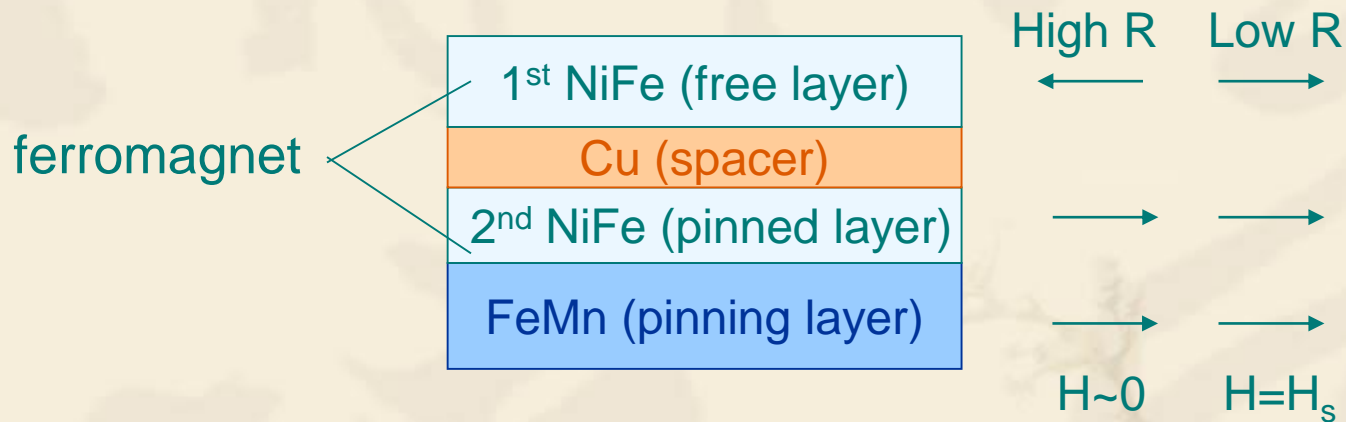 High R Low R
1st NiFe (free layer)
ferromagnet
Cu (spacer)
2nd NiFe (pinned layer)
FeMn (pinning layer)
H~0 H=Hs